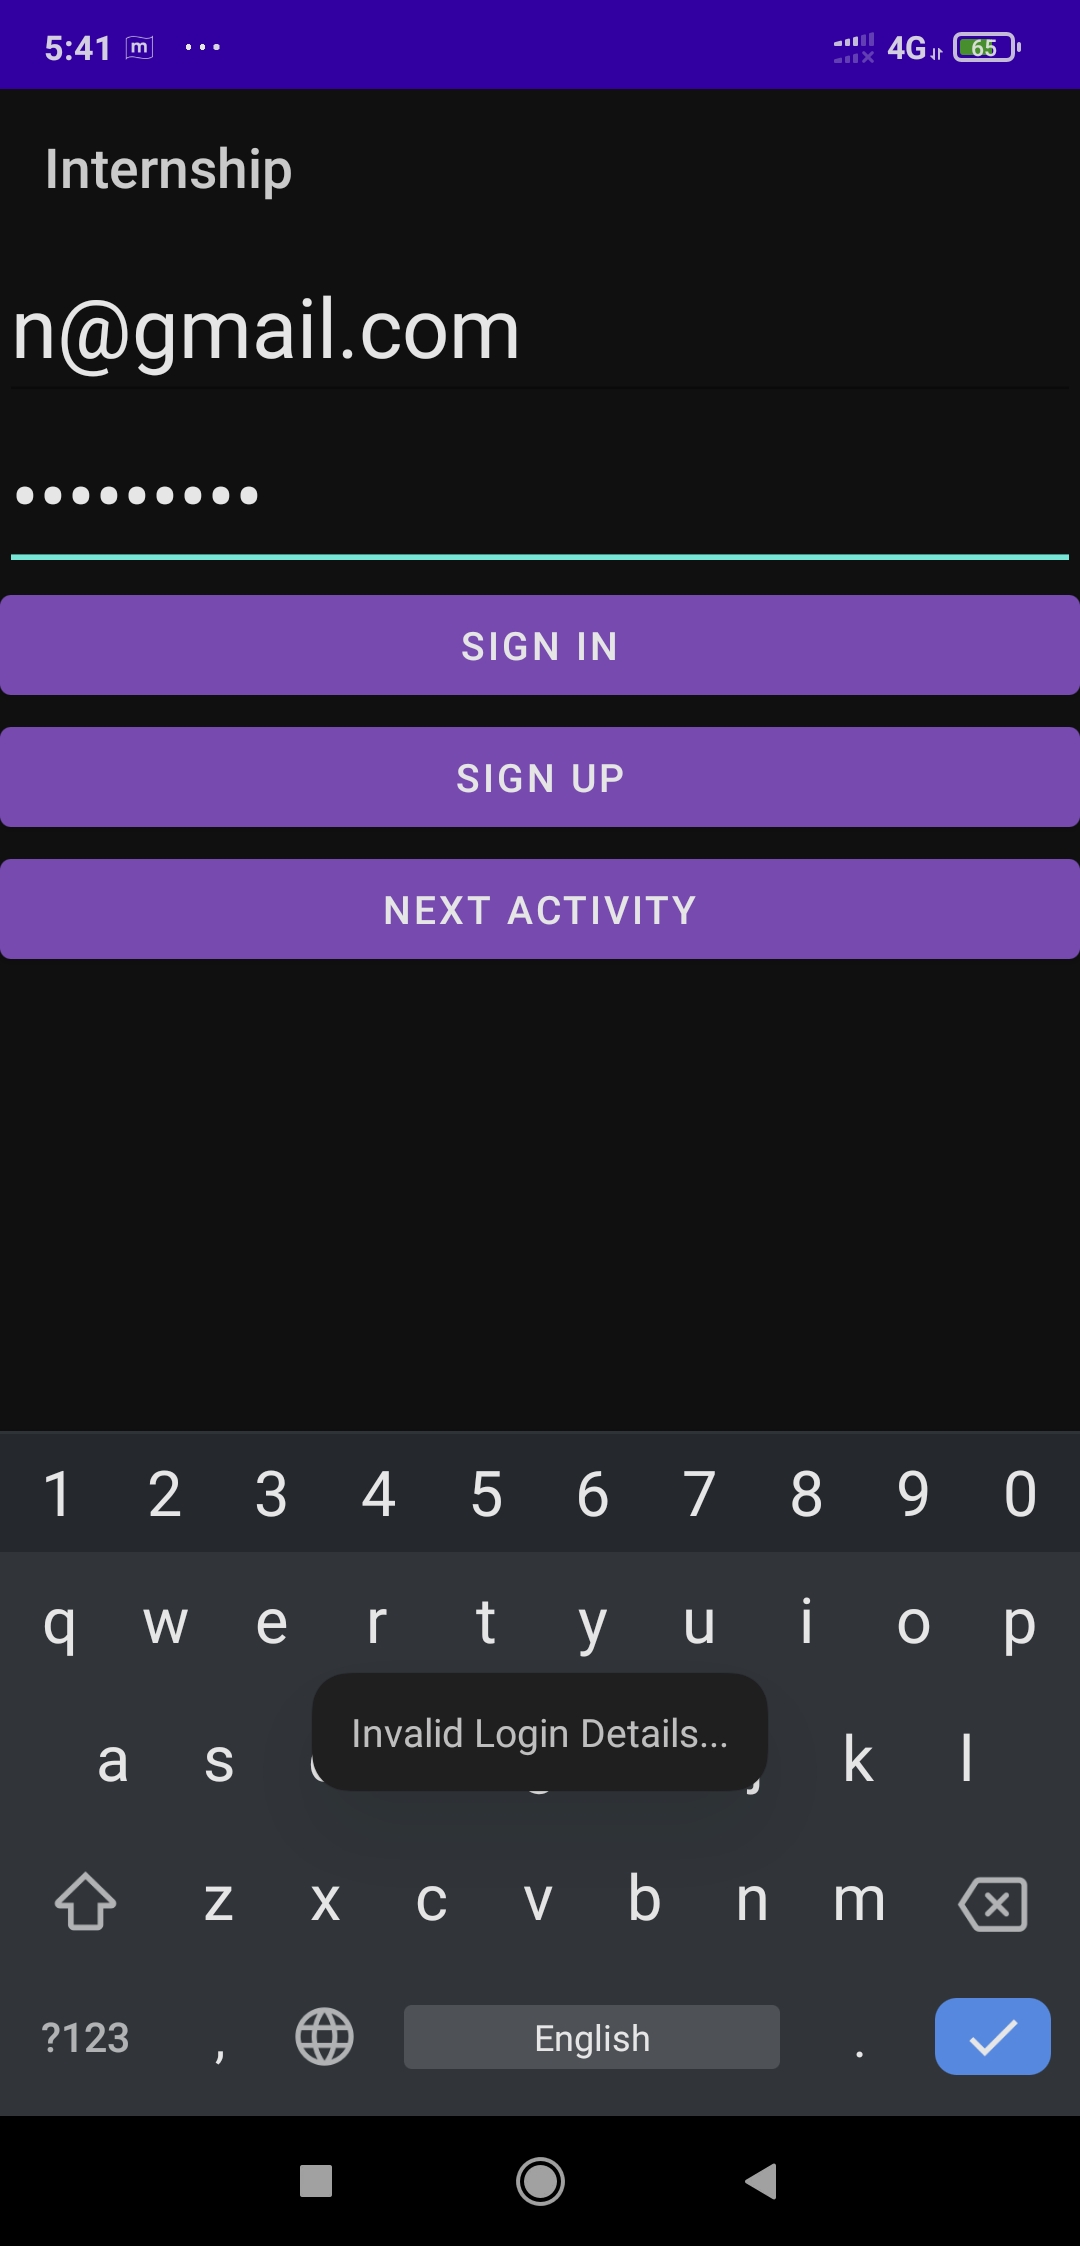 5:41 m ...
4G 65
Internship
n@gmail.com
•••••••••
SIGN IN
SIGN UP
NEXT ACTIVITY
1 2 3 4 5 6 7 8 9 0
q w e r t y u i o p
Invalid Login Details...
a s k l
z x c v b n m
?123 , English .